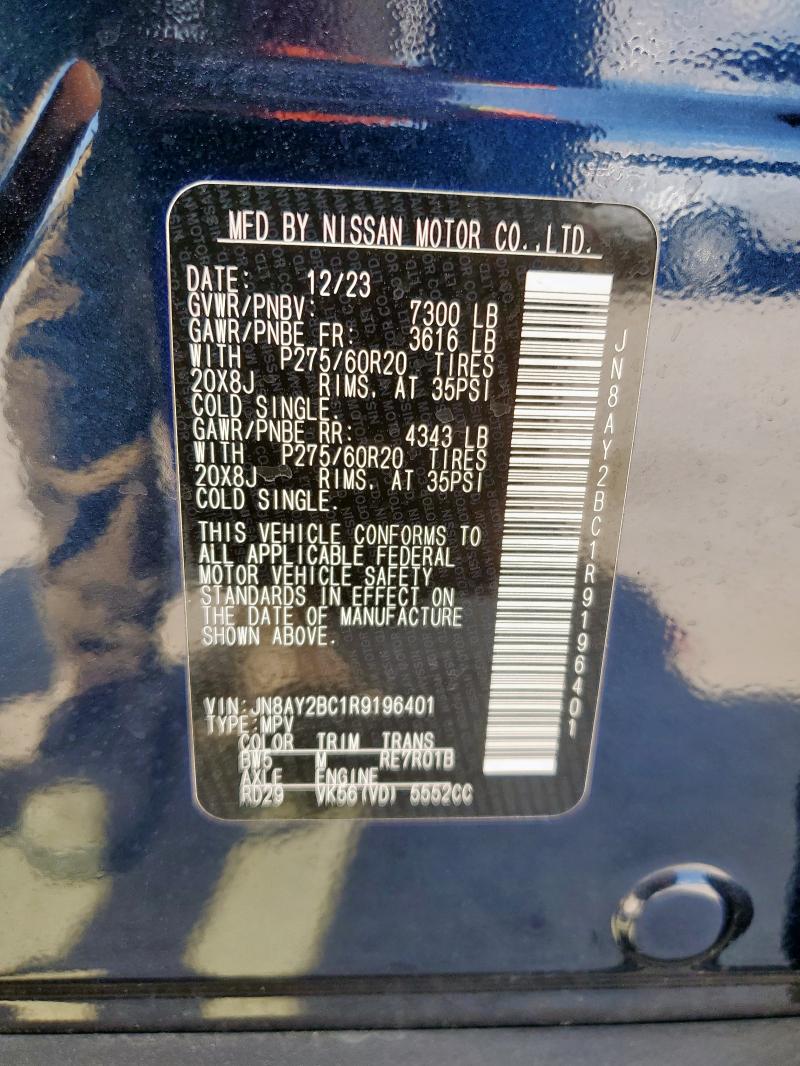 MFD BY NISSAN MOTOR CO.,LTD.
DATE: 12/23
GVWR/PNBV: 7300 LB
GAWR/PNBE FR: 3616 LB
WITH P275/60R20 TIRES
20X8J RIMS, AT 35PSI
COLD SINGLE.
GAWR/PNBE RR: 4343 LB
WITH P275/60R20 TIRES
20X8J RIMS, AT 35PSI
COLD SINGLE.
THIS VEHICLE CONFORMS TO
ALL APPLICABLE FEDERAL
MOTOR VEHICLE SAFETY
STANDARDS IN EFFECT ON
THE DATE OF MANUFACTURE
SHOWN ABOVE.
VIN:JN8AY2BC1R9196401
TYPE:MPV
COLOR TRIM TRANS
BW5 M RE7R01B
AXLE ENGINE
RD29 VK56(VD) 5552CC
JN8AY2BC1R9196401